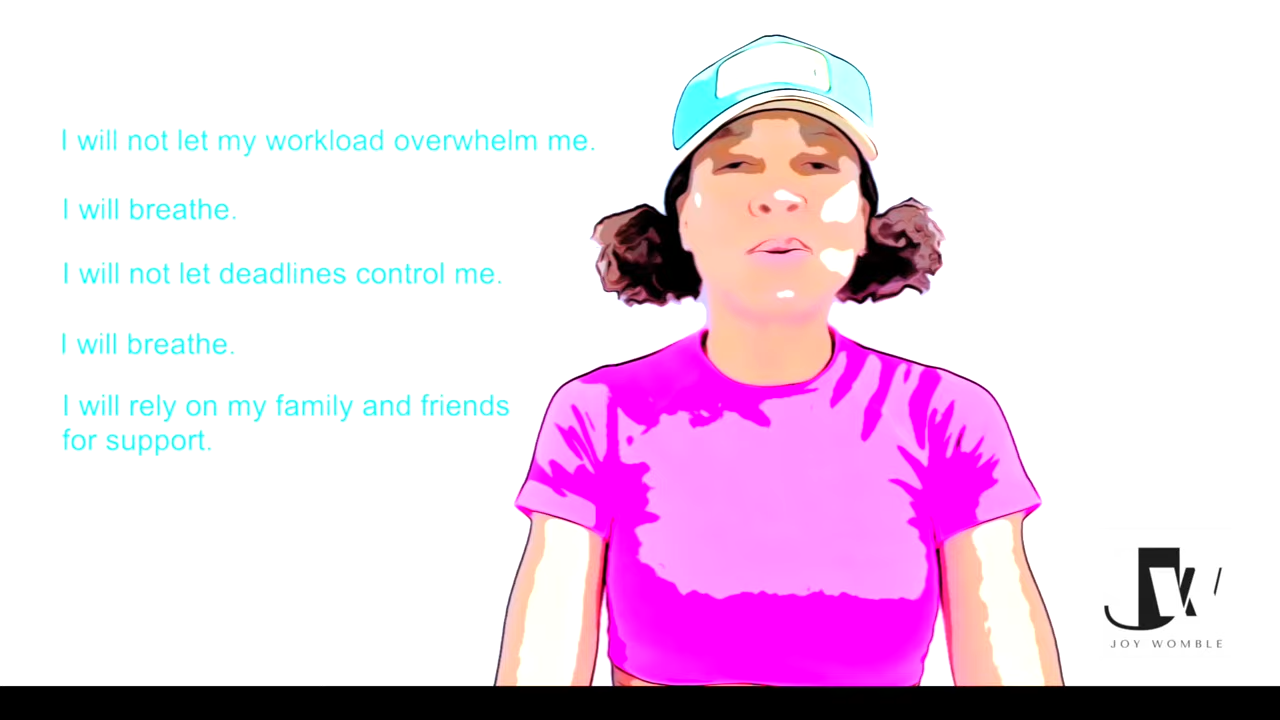 I will not let my workload overwhelm me.
I will breathe.
I will not let deadlines control me.
I will breathe.
I will rely on my family and friends
for support.
JW
JOY WOMBLE